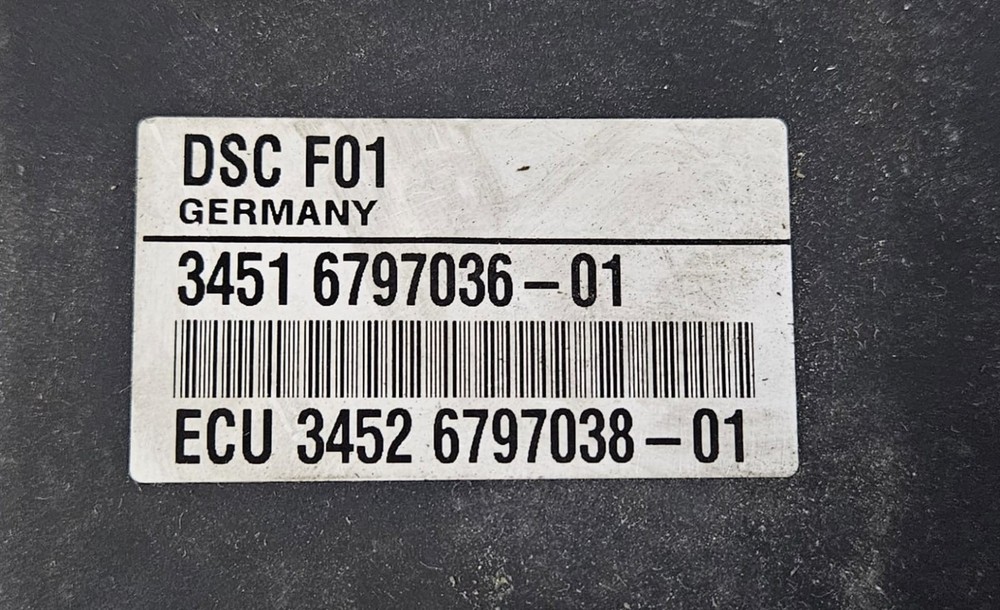 DSC F01
GERMANY
3451 6797036-01
ECU 3452 6797038-01